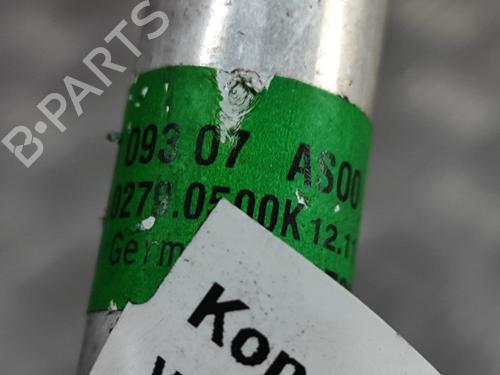 B-PARTS
093 07 AS00
0279.0500K 12.11
Germ
Kon